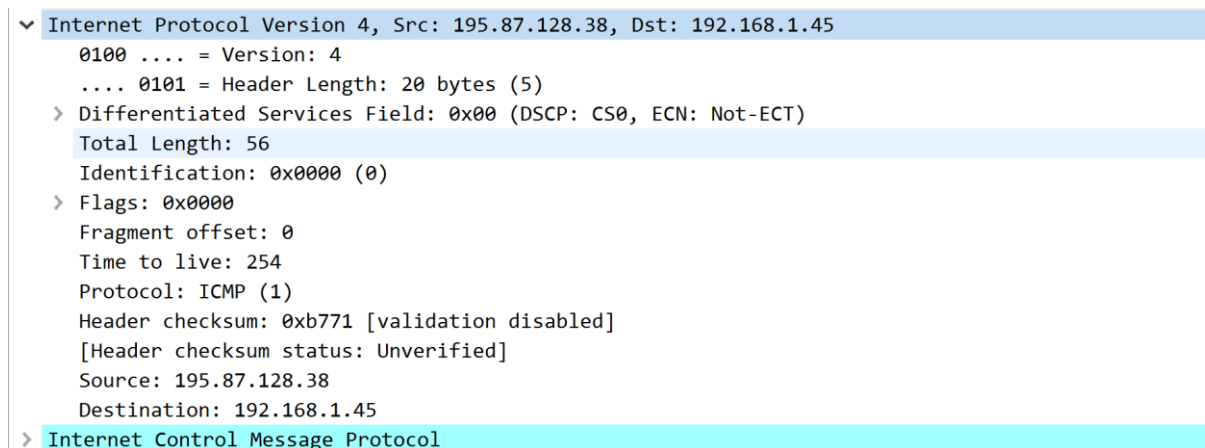 Internet Protocol Version 4, Src: 195.87.128.38, Dst: 192.168.1.45
0100 .... = Version: 4
.... 0101 = Header Length: 20 bytes (5)
Differentiated Services Field: 0x00 (DSCP: CS0, ECN: Not-ECT)
Total Length: 56
Identification: 0x0000 (0)
Flags: 0x0000
Fragment offset: 0
Time to live: 254
Protocol: ICMP (1)
Header checksum: 0xb771 [validation disabled]
[Header checksum status: Unverified]
Source: 195.87.128.38
Destination: 192.168.1.45
Internet Control Message Protocol